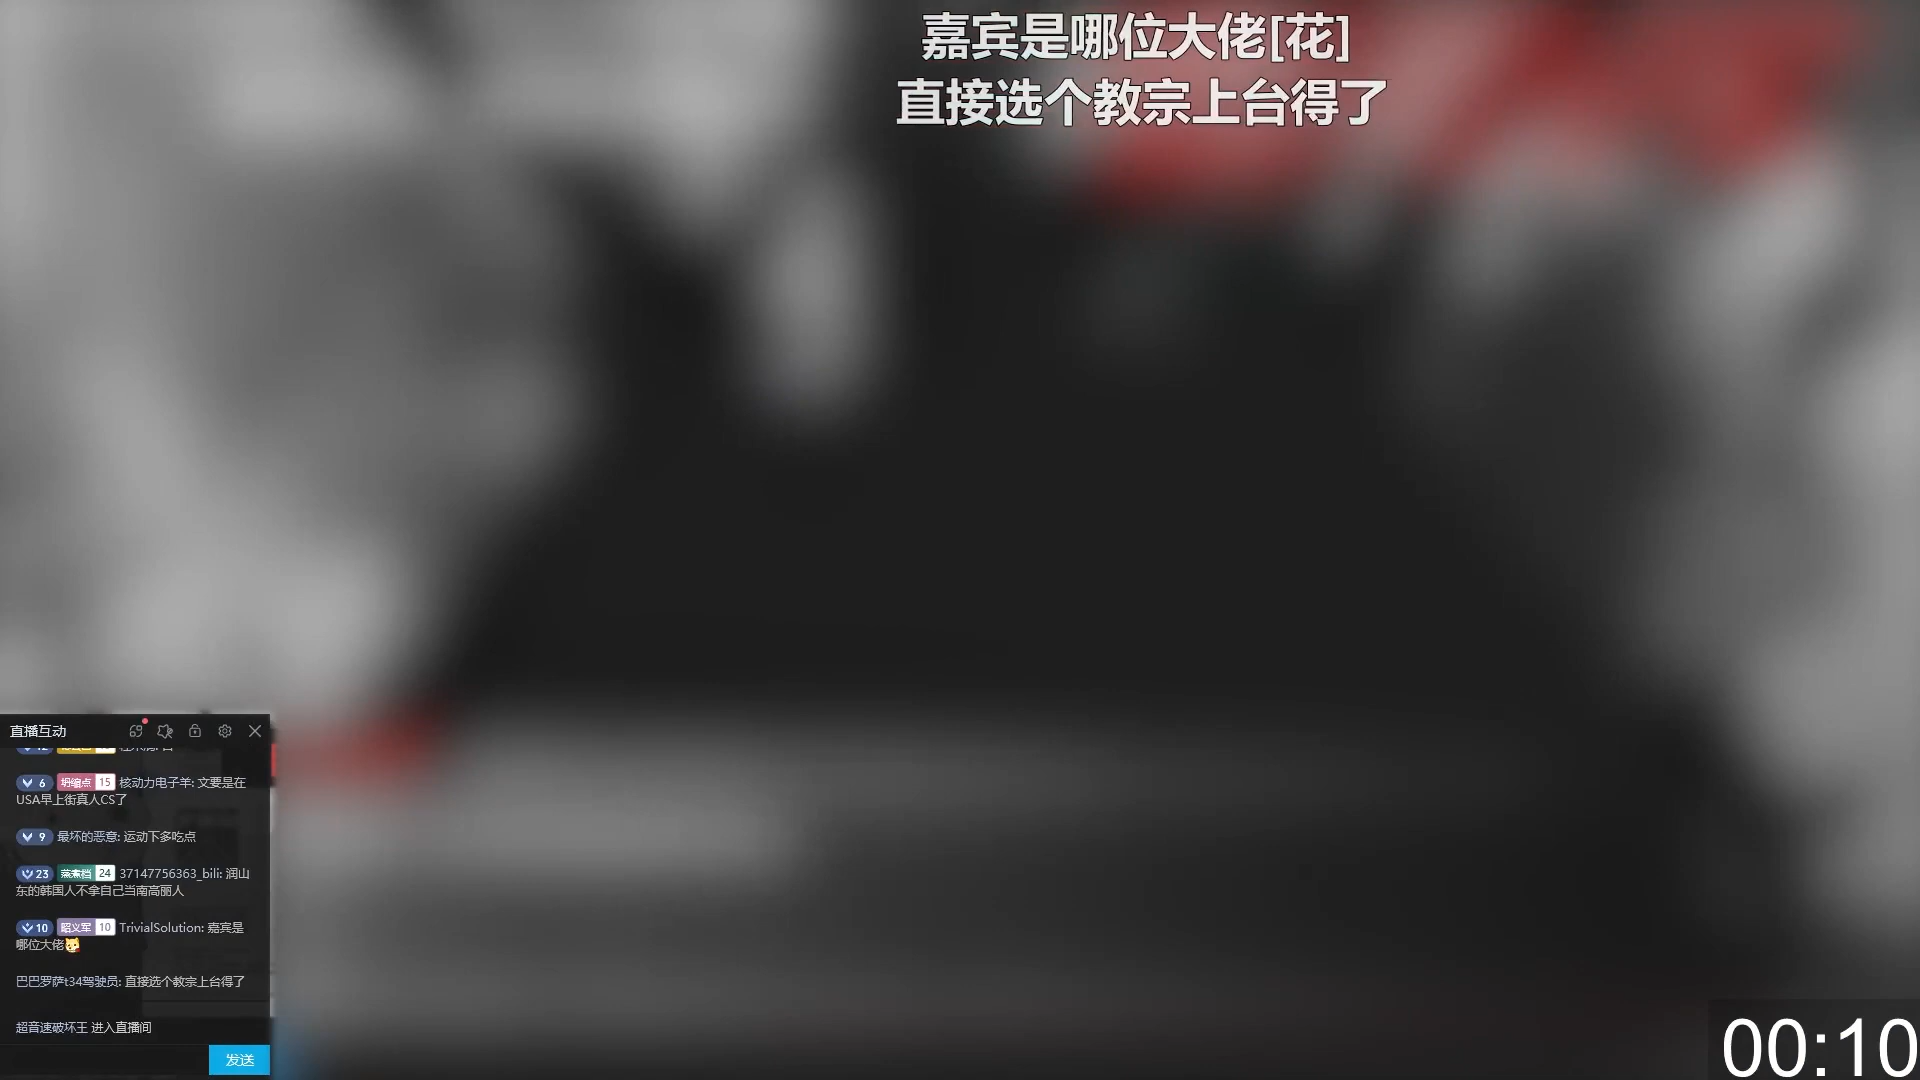 嘉宾是哪位大佬[花]
直接选个教宗上台得了
直播互动
6 坍缩点 15 核动力电子羊: 文要是在
USA早上街真人CS了
9 最坏的恶意: 运动下多吃点
23 蒸煮档 24 37147756363_bili: 润山
东的韩国人不拿自己当南高丽人
10 昭义军 10 TrivialSolution: 嘉宾是
哪位大佬
巴巴罗萨t34驾驶员: 直接选个教宗上台得了
超音速破坏王 进入直播间
发送
00:10